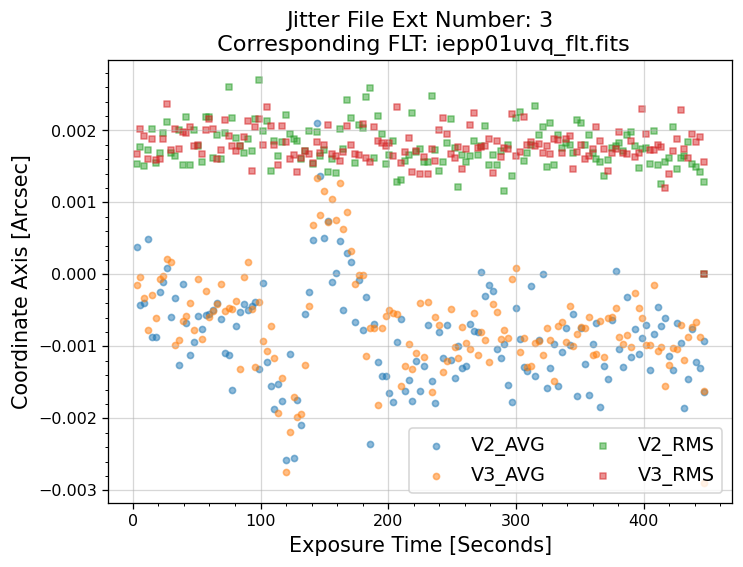 Jitter File Ext Number: 3
Corresponding FLT: iepp01uvq_flt.fits
Coordinate Axis [Arcsec]
0.002
0.001
0.000
−0.001
−0.002
−0.003
V2_AVG
V3_AVG
V2_RMS
V3_RMS
0
100
200
300
400
Exposure Time [Seconds]